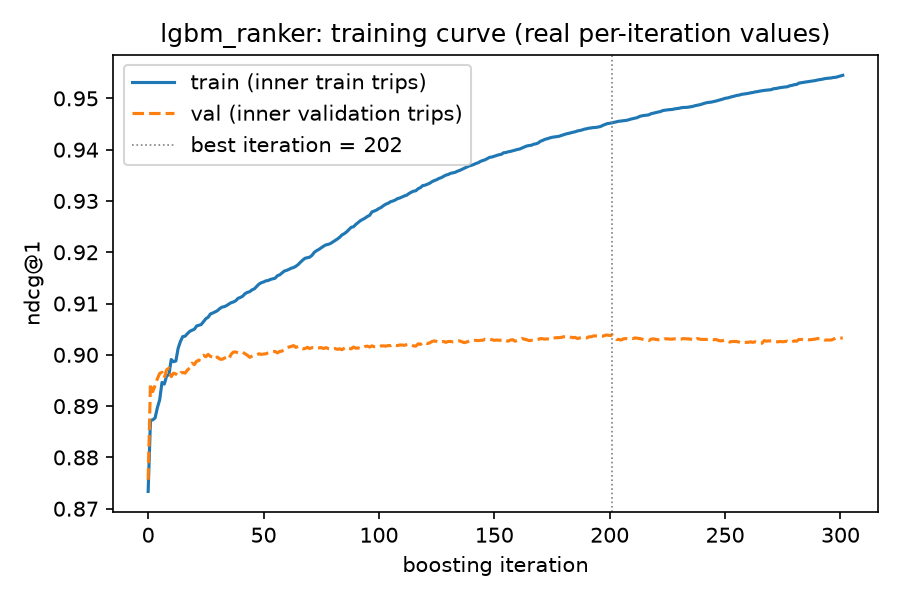 lgbm_ranker: training curve (real per-iteration values)
train (inner train trips)
val (inner validation trips)
best iteration = 202
ndcg@1
0.95
0.94
0.93
0.92
0.91
0.90
0.89
0.88
0.87
0 50 100 150 200 250 300
boosting iteration